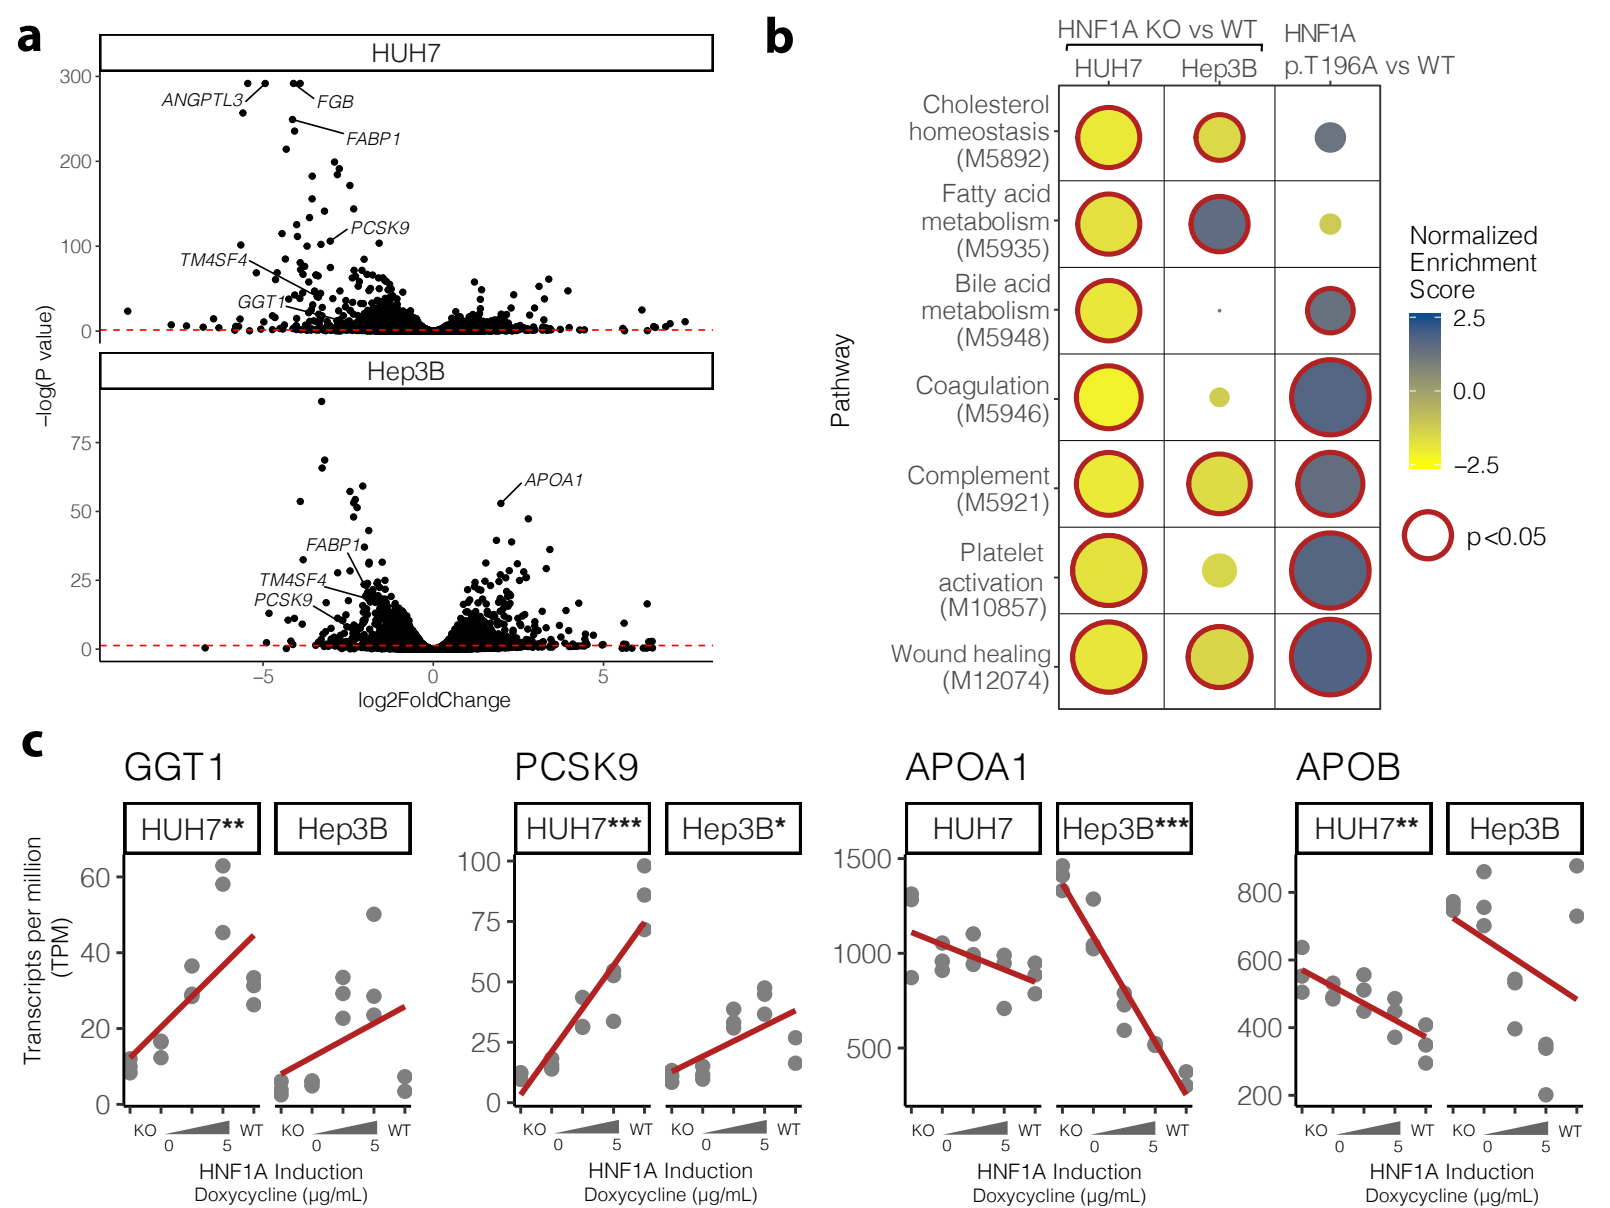 a
HUH7
300
200
100
0
ANGPTL3
FGB
FABP1
PCSK9
TM4SF4
GGT1
Hep3B
75
50
25
0
APOA1
FABP1
TM4SF4
PCSK9
−log(P value)
−5
0
5
log2FoldChange
b
HNF1A KO vs WT
HNF1A
p.T196A vs WT
HUH7
Hep3B
Pathway
Cholesterol
homeostasis
(M5892)
Fatty acid
metabolism
(M5935)
Bile acid
metabolism
(M5948)
Coagulation
(M5946)
Complement
(M5921)
Platelet
activation
(M10857)
Wound healing
(M12074)
Normalized
Enrichment
Score
2.5
0.0
−2.5
p<0.05
c
Transcripts per million
(TPM)
GGT1
HUH7**
Hep3B
60
40
20
0
KO
0
5
WT
KO
0
5
WT
HNF1A Induction
Doxycycline (µg/mL)
PCSK9
HUH7***
Hep3B*
100
75
50
25
0
KO
0
5
WT
KO
0
5
WT
HNF1A Induction
Doxycycline (µg/mL)
APOA1
HUH7
Hep3B***
1500
1000
500
KO
0
5
WT
KO
0
5
WT
HNF1A Induction
Doxycycline (µg/mL)
APOB
HUH7**
Hep3B
800
600
400
200
KO
0
5
WT
KO
0
5
WT
HNF1A Induction
Doxycycline (µg/mL)